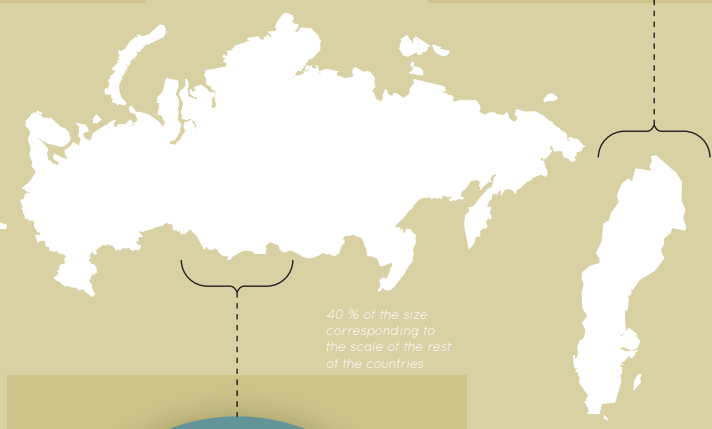 40 % of the size
corresponding to
the scale of the rest
of the countries